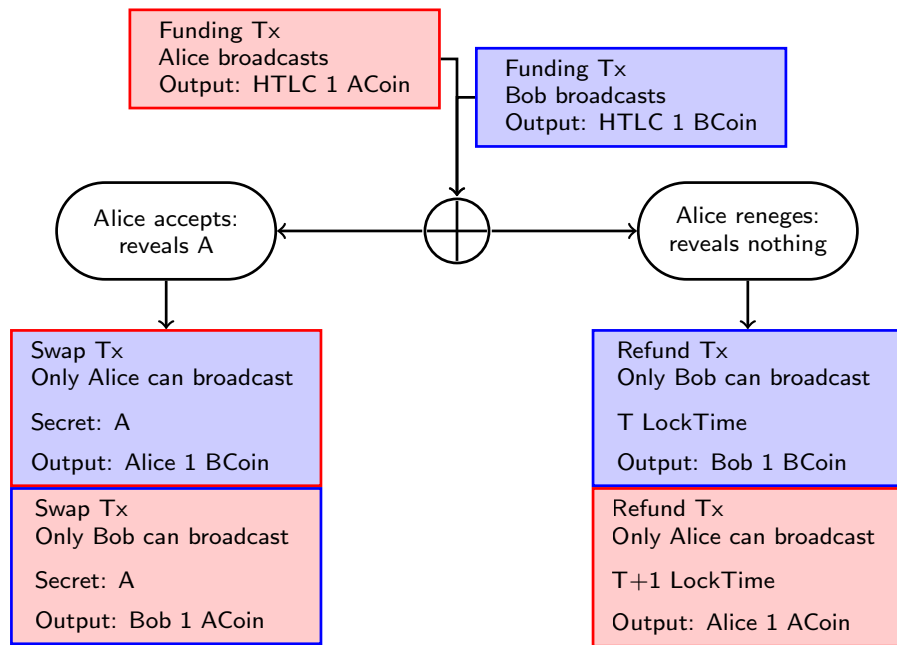 Funding Tx
Alice broadcasts
Output: HTLC 1 ACoin
Funding Tx
Bob broadcasts
Output: HTLC 1 BCoin
Alice accepts:
reveals A
Alice reneges:
reveals nothing
Swap Tx
Only Alice can broadcast
Secret: A
Output: Alice 1 BCoin
Swap Tx
Only Bob can broadcast
Secret: A
Output: Bob 1 ACoin
Refund Tx
Only Bob can broadcast
T LockTime
Output: Bob 1 BCoin
Refund Tx
Only Alice can broadcast
T+1 LockTime
Output: Alice 1 ACoin